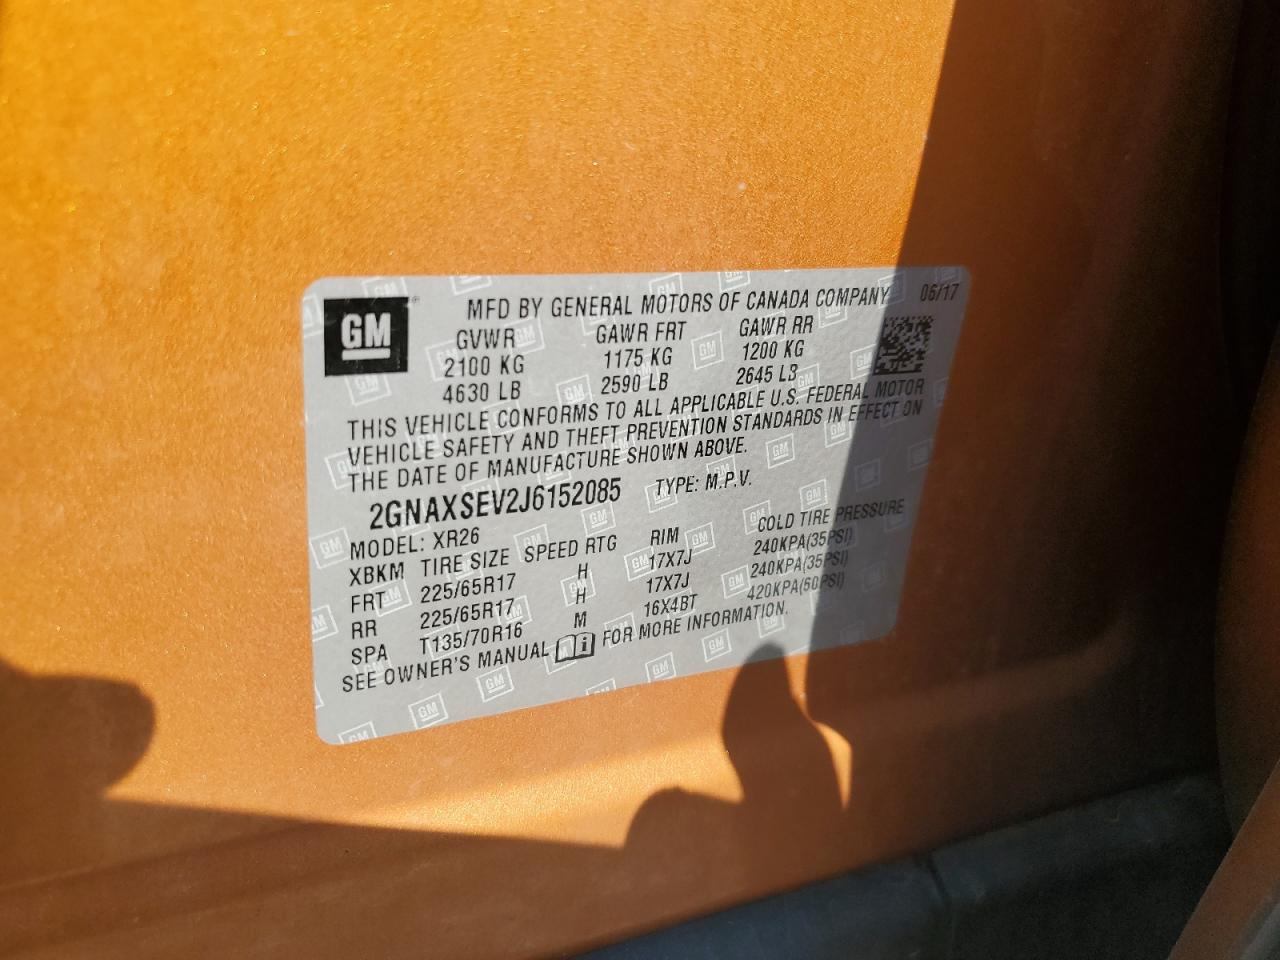 GM
MFD BY GENERAL MOTORS OF CANADA COMPANY 06/17
GVWR GAWR FRT GAWR RR
2100 KG 1175 KG 1200 KG
4630 LB 2590 LB 2645 LB
THIS VEHICLE CONFORMS TO ALL APPLICABLE U.S. FEDERAL MOTOR
VEHICLE SAFETY AND THEFT PREVENTION STANDARDS IN EFFECT ON
THE DATE OF MANUFACTURE SHOWN ABOVE.
2GNAXSEV2J6152085 TYPE: M.P.V.
MODEL: XR26
XBKM TIRE SIZE SPEED RTG RIM COLD TIRE PRESSURE
FRT 225/65R17 H 17X7J 240KPA(35PSI)
RR 225/65R17 H 17X7J 240KPA(35PSI)
SPA T135/70R16 M 16X4BT 420KPA(60PSI)
SEE OWNER'S MANUAL FOR MORE INFORMATION.